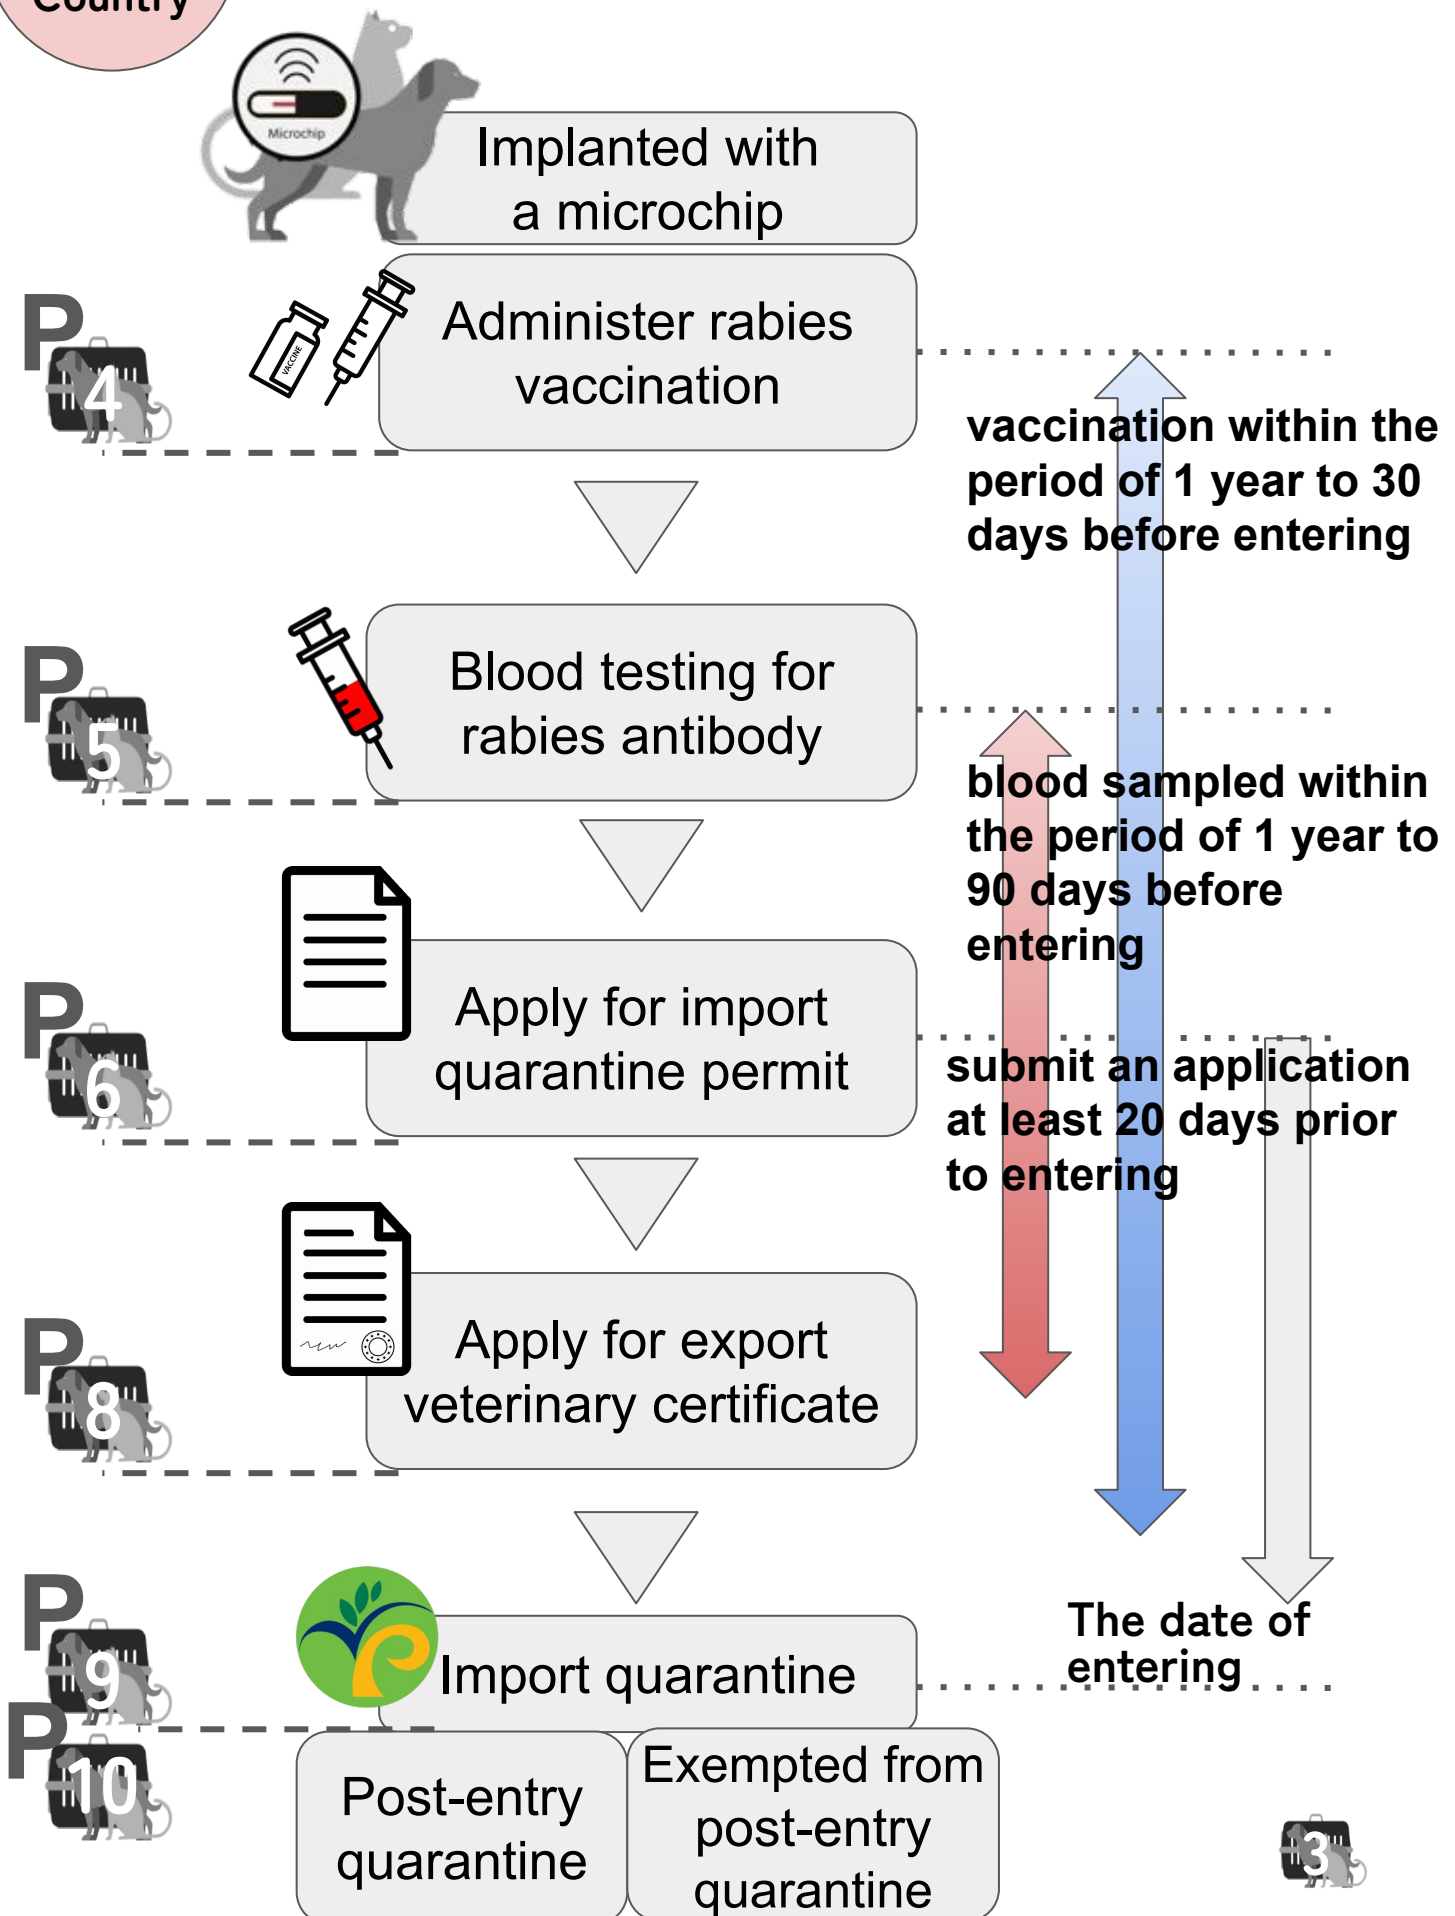 Country
Microchip
Implanted with
a microchip
P
4
VACCINE
Administer rabies
vaccination
vaccination within the
period of 1 year to 30
days before entering
P
5
Blood testing for
rabies antibody
blood sampled within
the period of 1 year to
90 days before
entering
P
6
Apply for import
quarantine permit
submit an application
at least 20 days prior
to entering
P
8
Apply for export
veterinary certificate
P
9
Import quarantine
The date of
entering
P
10
Post-entry
quarantine
Exempted from
post-entry
quarantine
3